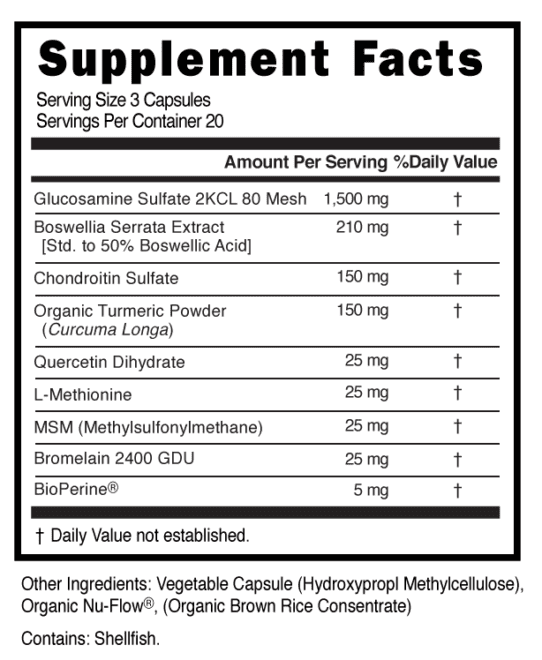 Supplement Facts
Serving Size 3 Capsules
Servings Per Container 20
Amount Per Serving %Daily Value
Glucosamine Sulfate 2KCL 80 Mesh 1,500 mg †
Boswellia Serrata Extract 210 mg †
[Std. to 50% Boswellic Acid]
Chondroitin Sulfate 150 mg †
Organic Turmeric Powder 150 mg †
(Curcuma Longa)
Quercetin Dihydrate 25 mg †
L-Methionine 25 mg †
MSM (Methylsulfonylmethane) 25 mg †
Bromelain 2400 GDU 25 mg †
BioPerine® 5 mg †
† Daily Value not established.
Other Ingredients: Vegetable Capsule (Hydroxypropl Methylcellulose),
Organic Nu-Flow®, (Organic Brown Rice Consentrate)
Contains: Shellfish.